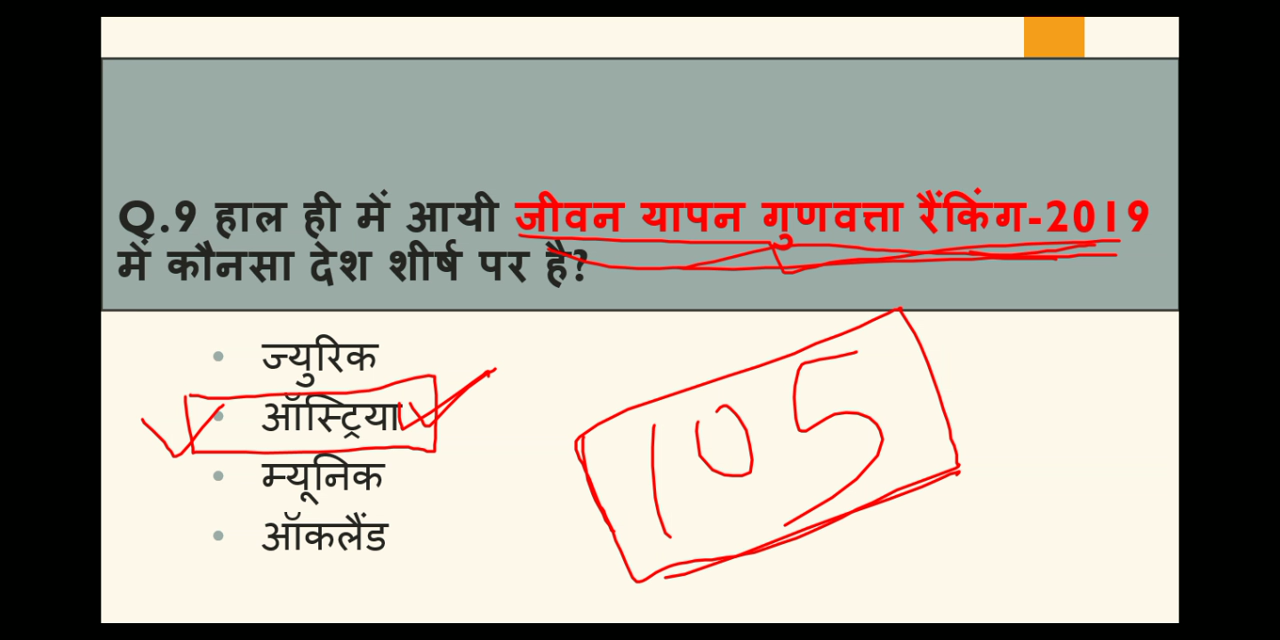 Q.9 हाल ही में आयी जीवन यापन गुणवत्ता रैंकिंग-2019
में कौनसा देश शीर्ष पर है?
• ज्युरिक
• ऑस्ट्रिया
• म्यूनिक
• ऑकलैंड
105